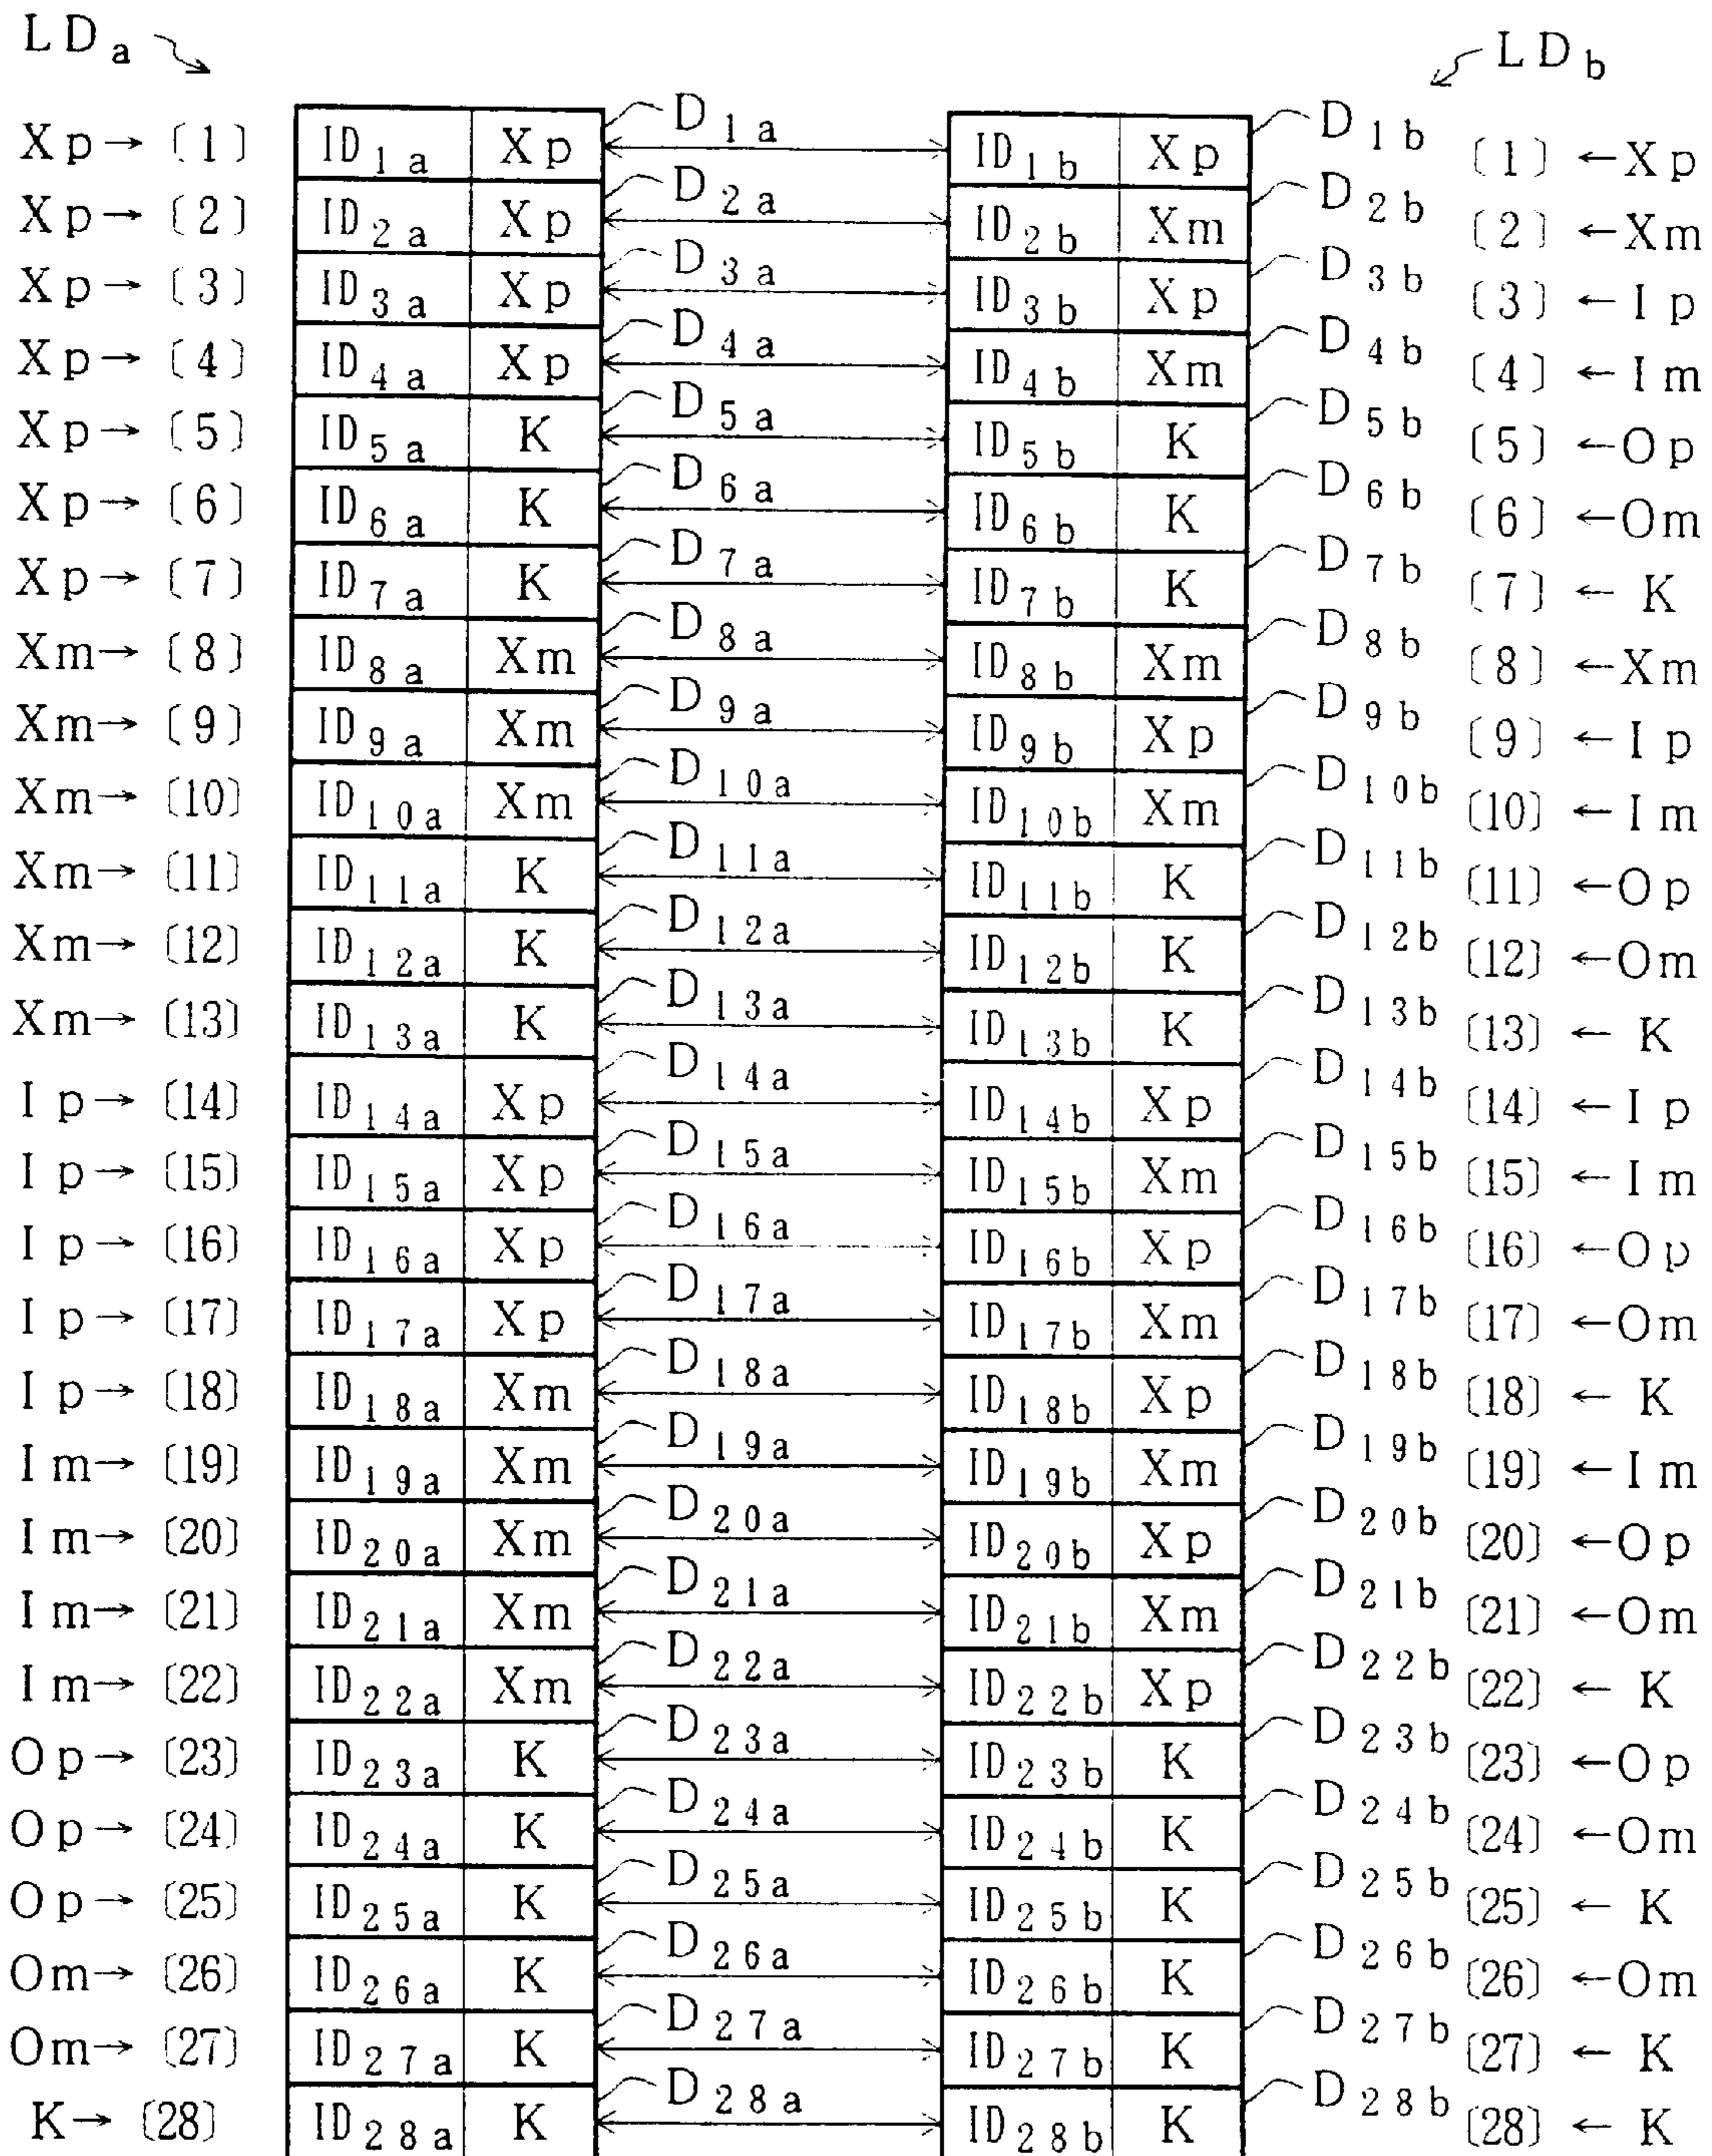 LDa LDb
Xp→ [1] ID1a Xp D1a ID1b Xp D1b [1] ←Xp
Xp→ [2] ID2a Xp D2a ID2b Xm D2b [2] ←Xm
Xp→ [3] ID3a Xp D3a ID3b Xp D3b [3] ←Ip
Xp→ [4] ID4a Xp D4a ID4b Xm D4b [4] ←Im
Xp→ [5] ID5a K D5a ID5b K D5b [5] ←Op
Xp→ [6] ID6a K D6a ID6b K D6b [6] ←Om
Xp→ [7] ID7a K D7a ID7b K D7b [7] ← K
Xm→ [8] ID8a Xm D8a ID8b Xm D8b [8] ←Xm
Xm→ [9] ID9a Xm D9a ID9b Xp D9b [9] ←Ip
Xm→ [10] ID10a Xm D10a ID10b Xm D10b [10] ←Im
Xm→ [11] ID11a K D11a ID11b K D11b [11] ←Op
Xm→ [12] ID12a K D12a ID12b K D12b [12] ←Om
Xm→ [13] ID13a K D13a ID13b K D13b [13] ← K
Ip→ [14] ID14a Xp D14a ID14b Xp D14b [14] ←Ip
Ip→ [15] ID15a Xp D15a ID15b Xm D15b [15] ←Im
Ip→ [16] ID16a Xp D16a ID16b Xp D16b [16] ←Op
Ip→ [17] ID17a Xp D17a ID17b Xm D17b [17] ←Om
Ip→ [18] ID18a Xm D18a ID18b Xp D18b [18] ← K
Im→ [19] ID19a Xm D19a ID19b Xm D19b [19] ←Im
Im→ [20] ID20a Xm D20a ID20b Xp D20b [20] ←Op
Im→ [21] ID21a Xm D21a ID21b Xm D21b [21] ←Om
Im→ [22] ID22a Xm D22a ID22b Xp D22b [22] ← K
Op→ [23] ID23a K D23a ID23b K D23b [23] ←Op
Op→ [24] ID24a K D24a ID24b K D24b [24] ←Om
Op→ [25] ID25a K D25a ID25b K D25b [25] ← K
Om→ [26] ID26a K D26a ID26b K D26b [26] ←Om
Om→ [27] ID27a K D27a ID27b K D27b [27] ← K
K→ [28] ID28a K D28a ID28b K D28b [28] ← K